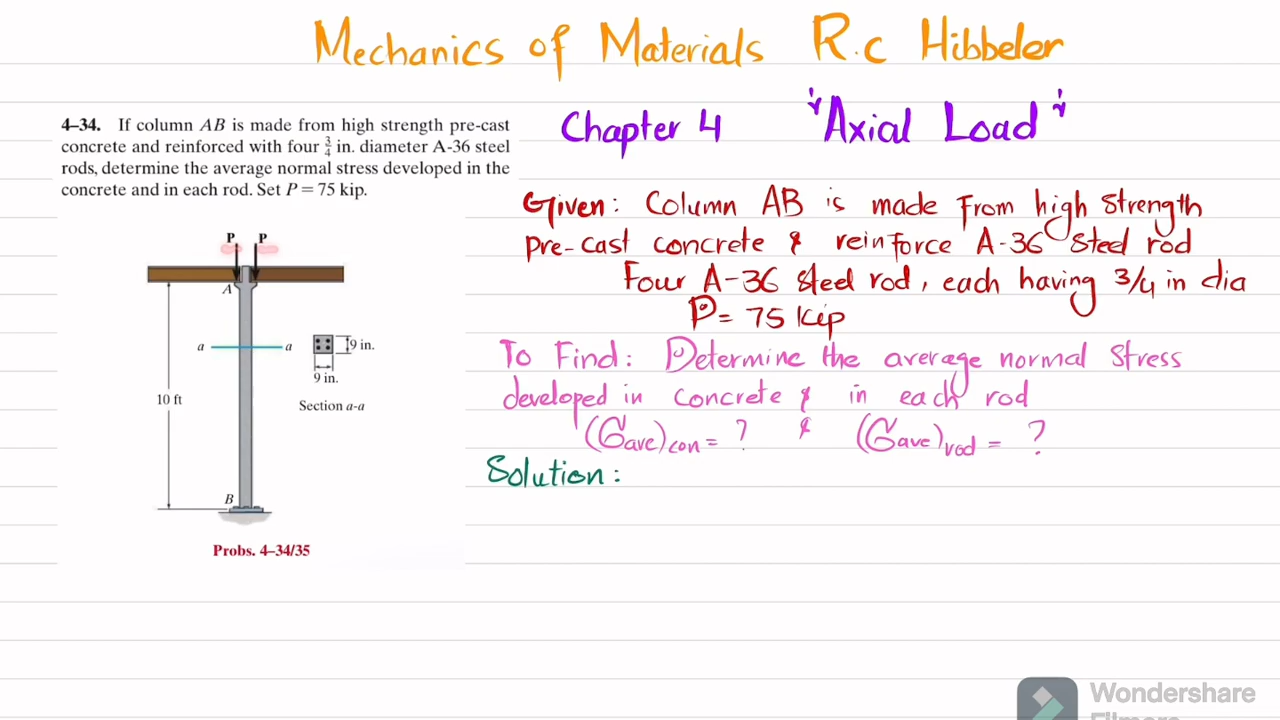 Mechanics of Materials R.c Hibbeler
Chapter 4 "Axial Load"
4–34. If column AB is made from high strength pre-cast
concrete and reinforced with four 3/4 in. diameter A-36 steel
rods, determine the average normal stress developed in the
concrete and in each rod. Set P = 75 kip.
P P
A
a a
9 in.
9 in.
10 ft
Section a-a
B
Probs. 4–34/35
Given: Column AB is made From high strength
Pre-cast concrete & reinforce A-36 Steel rod
Four A-36 steel rod, each having 3/4 in dia
P = 75 Kip
To Find: Determine the average normal stress
developed in concrete & in each rod
(σave)con = ? & (σave)rod = ?
Solution:
Wondershare